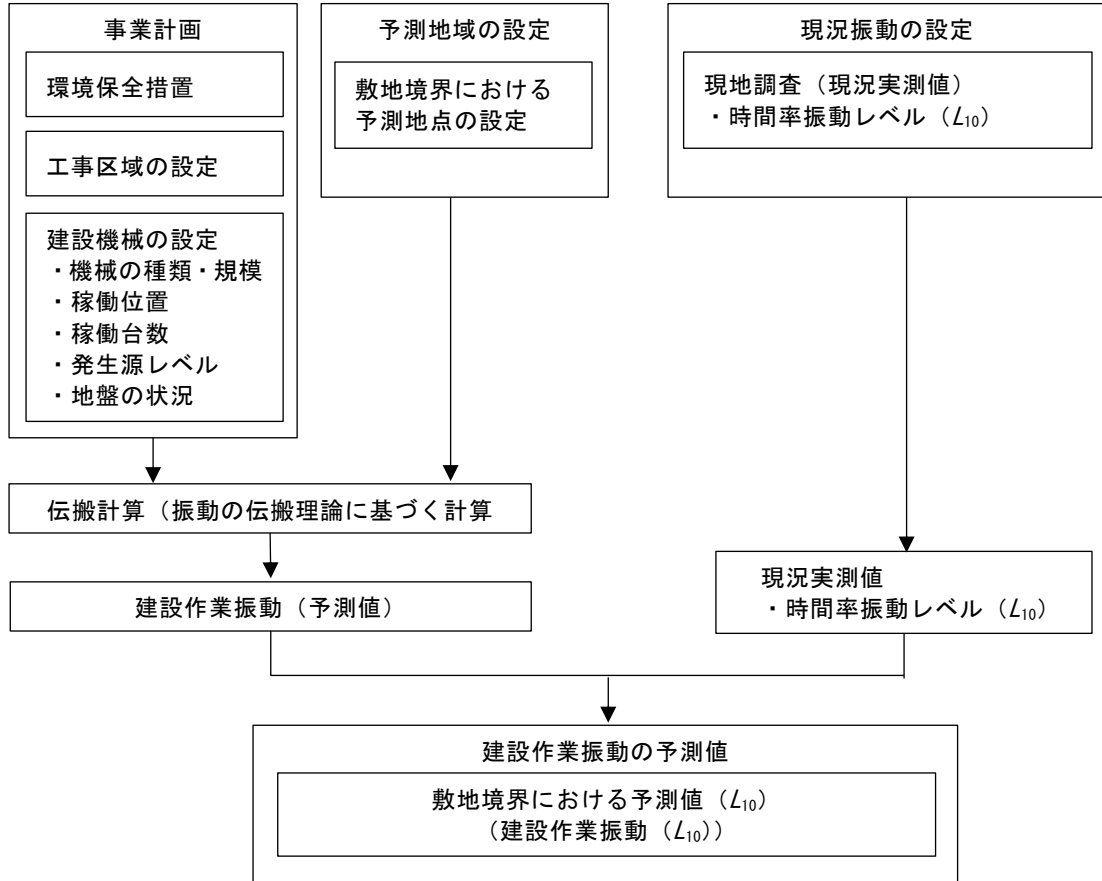 事業計画
環境保全措置
工事区域の設定
建設機械の設定
・機械の種類・規模
・稼働位置
・稼働台数
・発生源レベル
・地盤の状況
予測地域の設定
敷地境界における
予測地点の設定
現況振動の設定
現地調査（現況実測値）
・時間率振動レベル（L10）
伝搬計算（振動の伝搬理論に基づく計算
建設作業振動（予測値）
現況実測値
・時間率振動レベル（L10）
建設作業振動の予測値
敷地境界における予測値（L10）
（建設作業振動（L10））